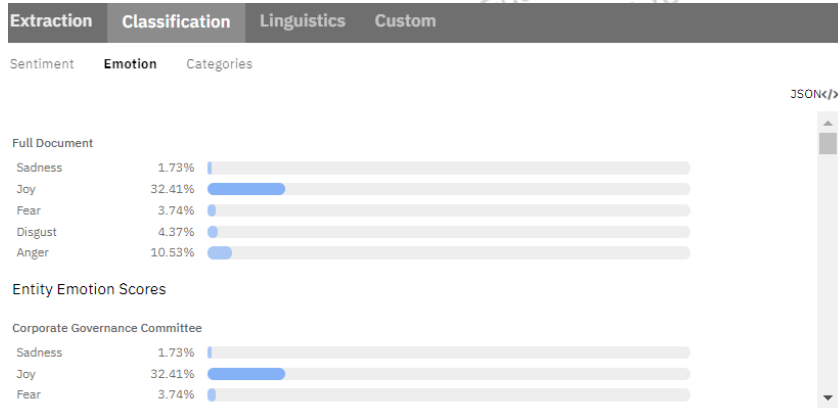 Extraction Classification Linguistics Custom
Sentiment Emotion Categories
JSON</>
Full Document
Sadness 1.73%
Joy 32.41%
Fear 3.74%
Disgust 4.37%
Anger 10.53%
Entity Emotion Scores
Corporate Governance Committee
Sadness 1.73%
Joy 32.41%
Fear 3.74%